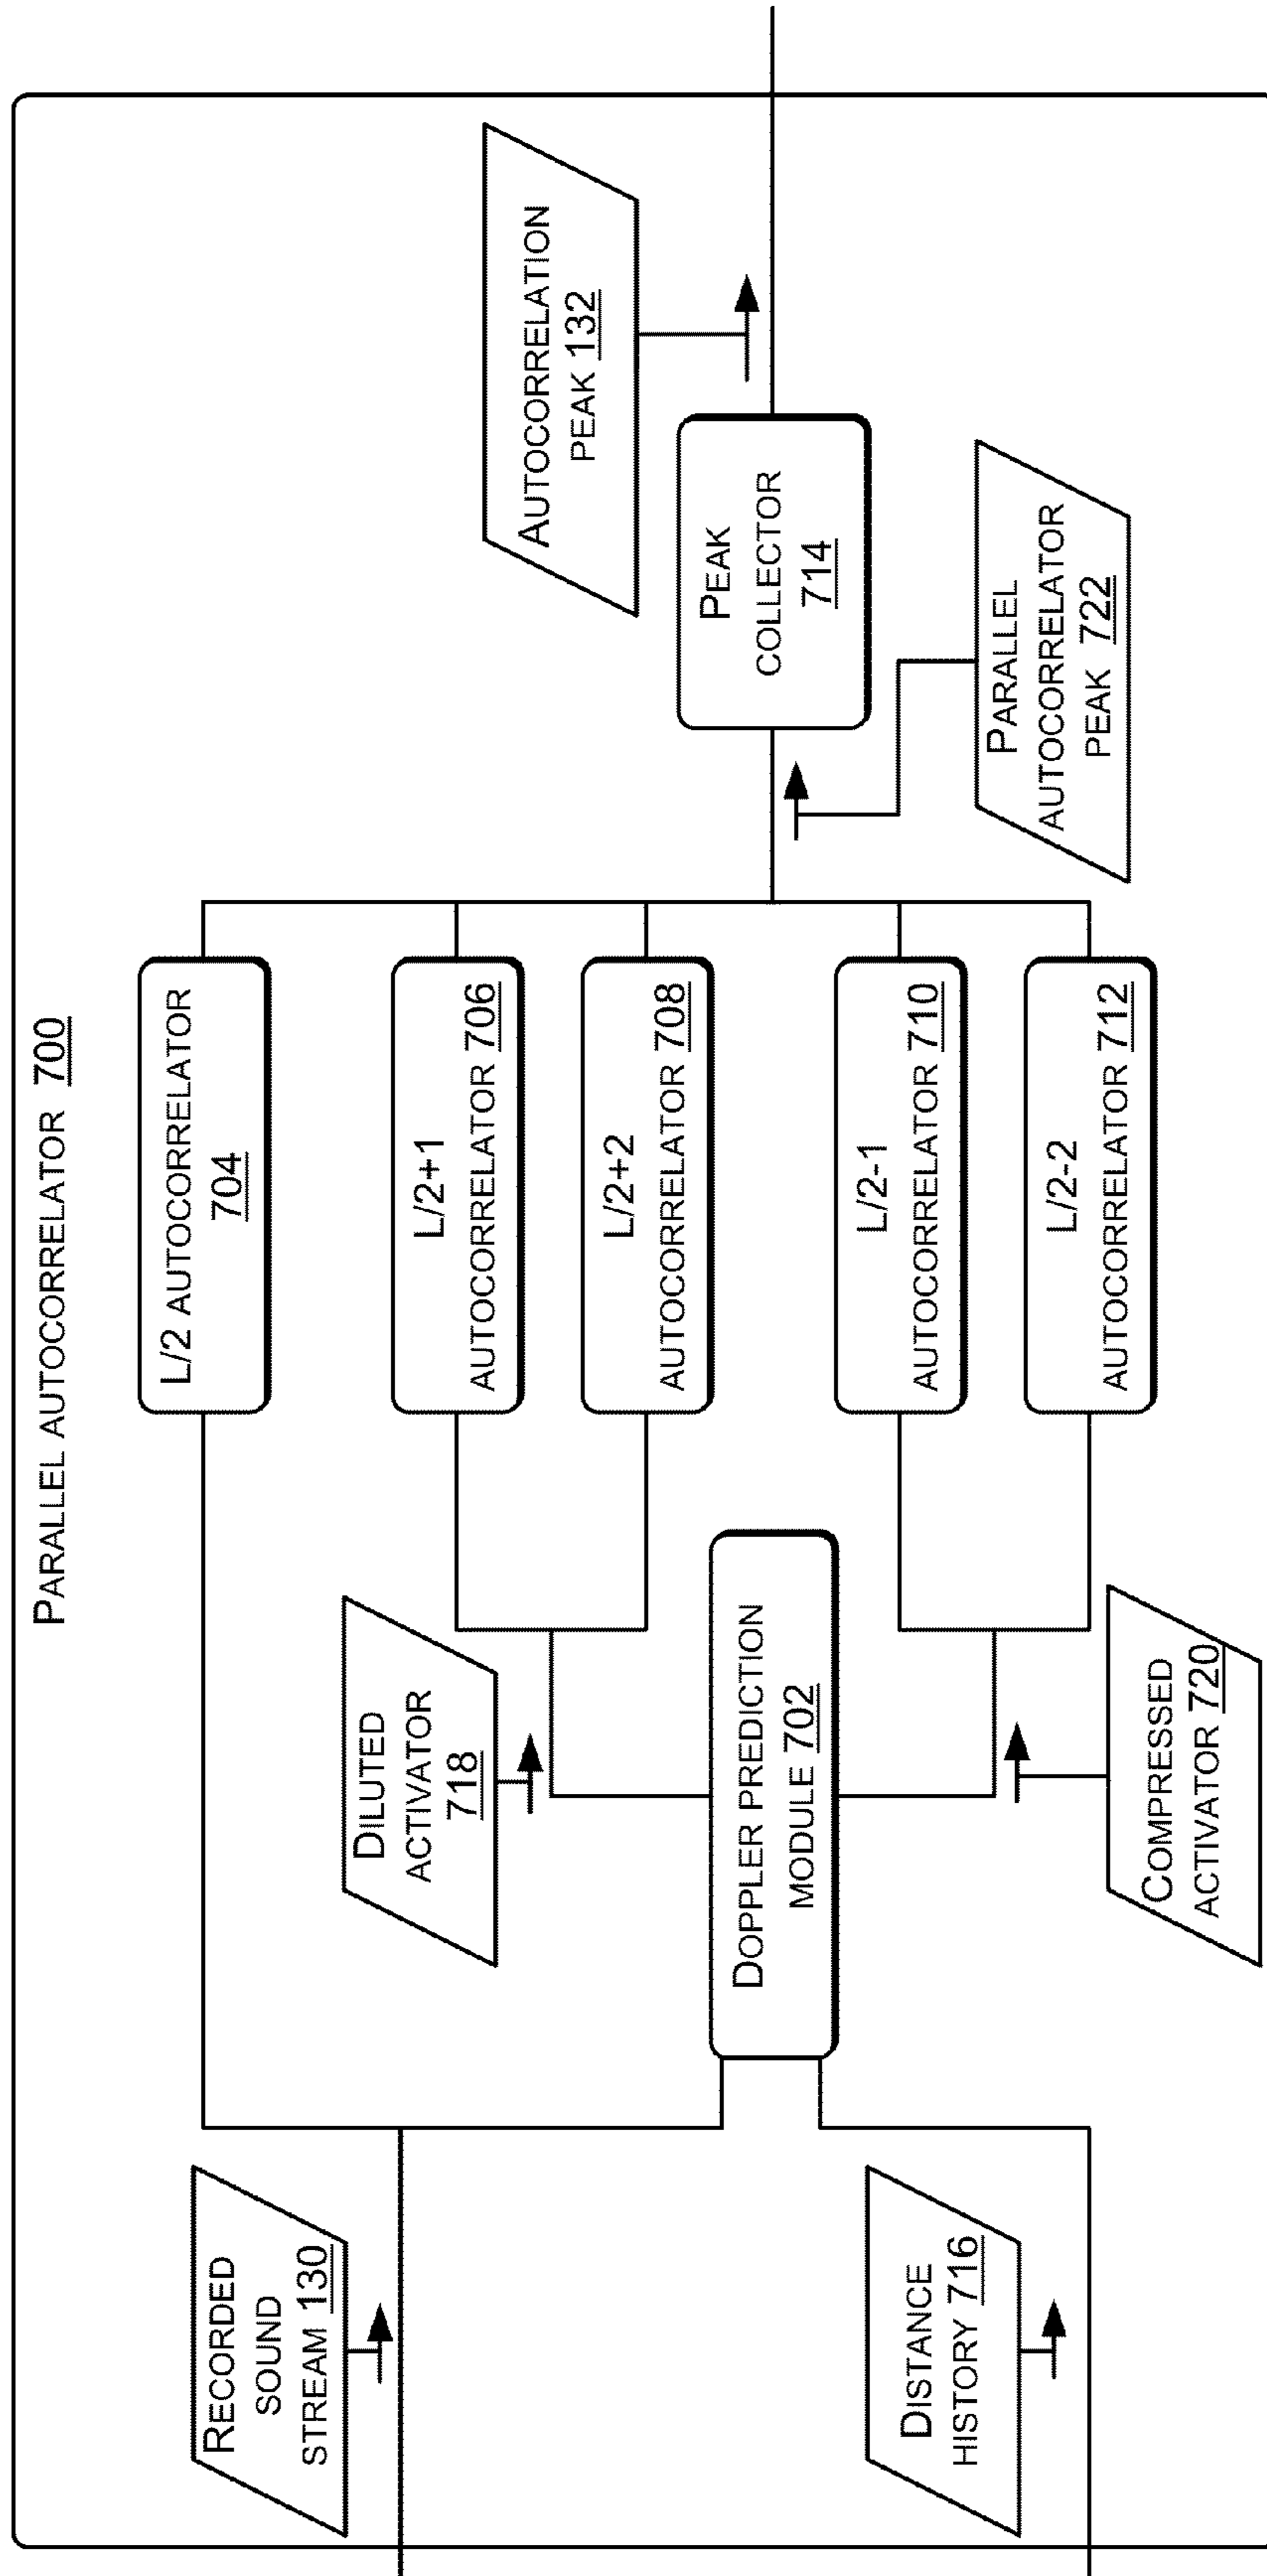 PARALLEL AUTOCORRELATOR 700
RECORDED
SOUND
STREAM 130
DISTANCE
HISTORY 716
DILUTED
ACTIVATOR
718
DOPPLER PREDICTION
MODULE 702
COMPRESSED
ACTIVATOR 720
L/2 AUTOCORRELATOR
704
L/2+1
AUTOCORRELATOR 706
L/2+2
AUTOCORRELATOR 708
L/2-1
AUTOCORRELATOR 710
L/2-2
AUTOCORRELATOR 712
AUTOCORRELATION
PEAK 132
PEAK
COLLECTOR
714
PARALLEL
AUTOCORRELATOR
PEAK 722